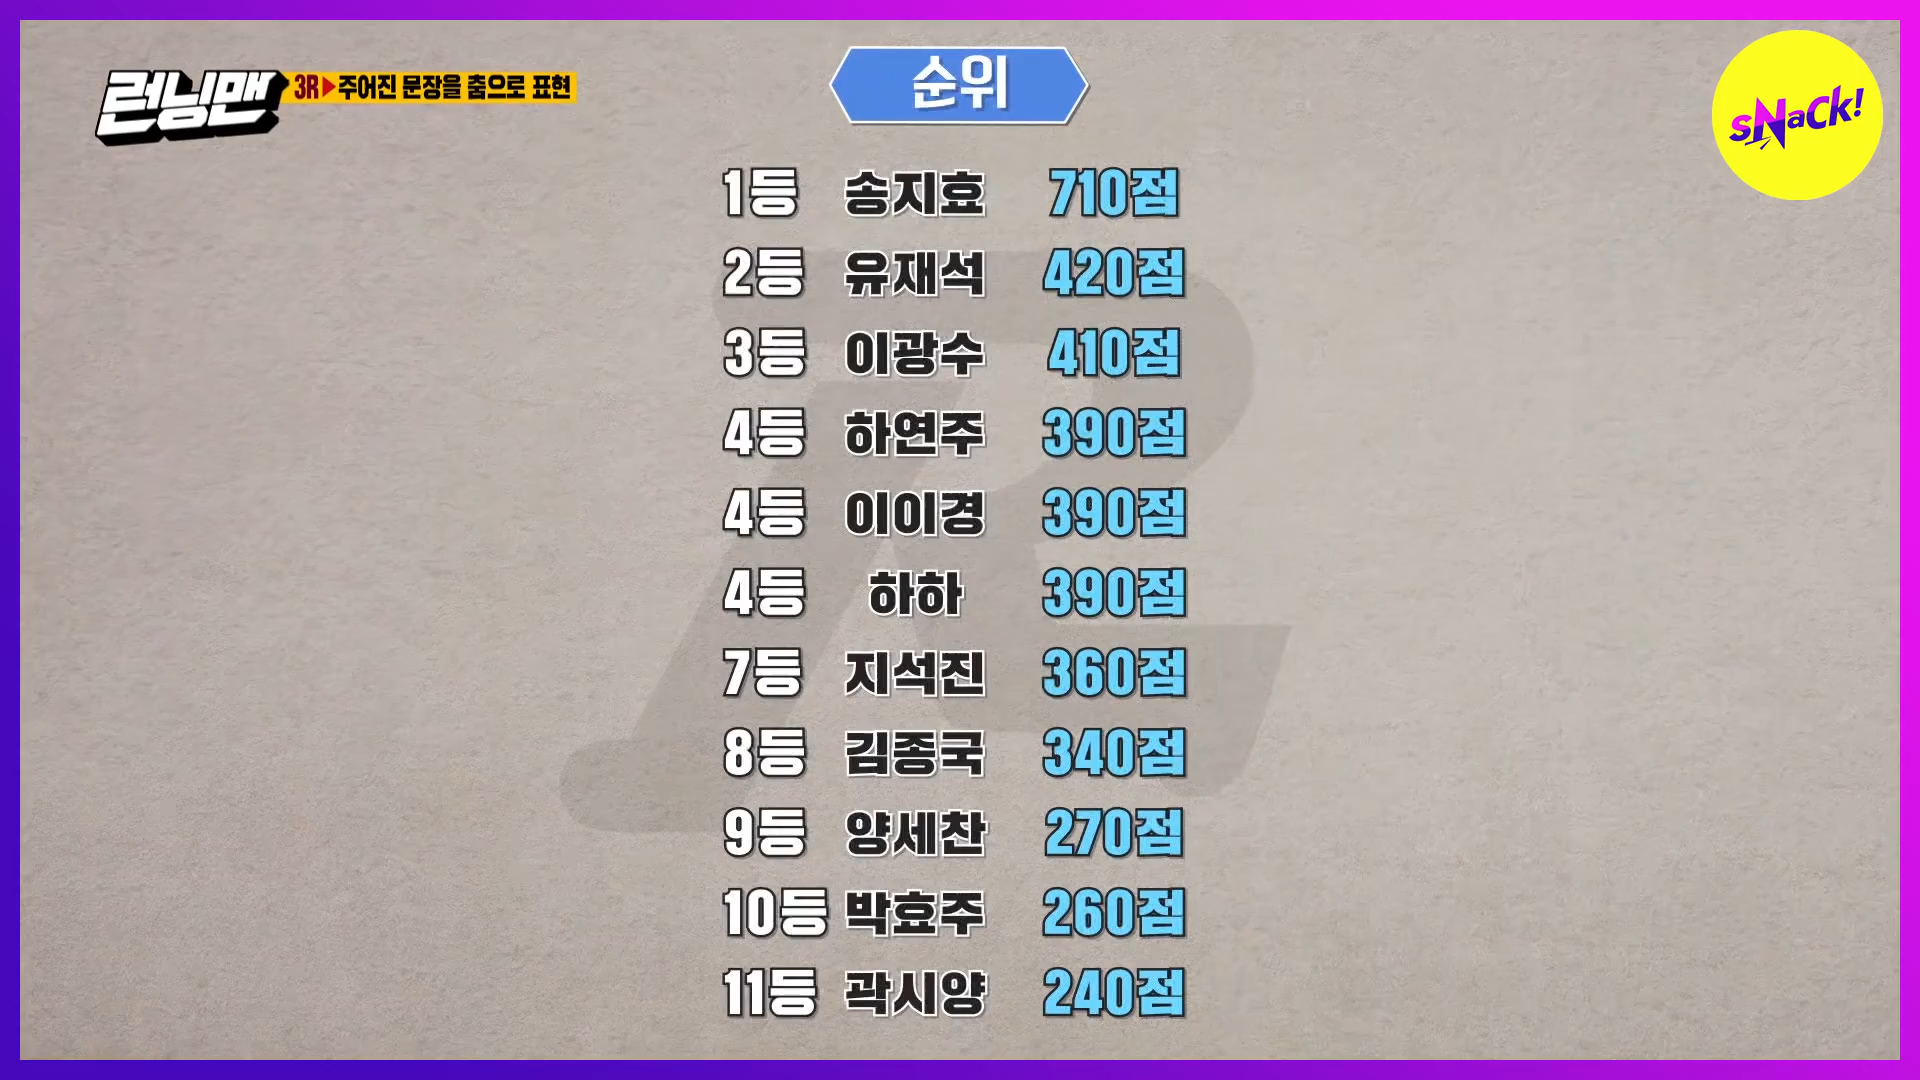 런닝맨 3R▶주어진 문장을 춤으로 표현
순위
sNaCk!
1등 송지효 710점
2등 유재석 420점
3등 이광수 410점
4등 하연주 390점
4등 이이경 390점
4등 하하 390점
7등 지석진 360점
8등 김종국 340점
9등 양세찬 270점
10등 박효주 260점
11등 곽시양 240점